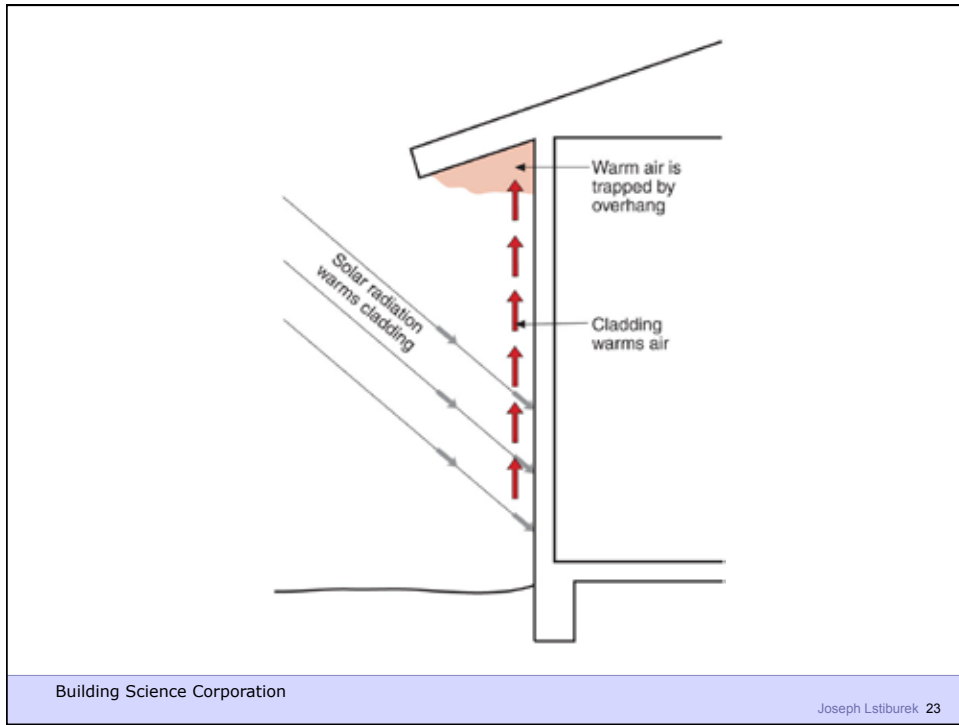 Warm air is
trapped by
overhang
Solar radiation
warms cladding
Cladding
warms air
Building Science Corporation
Joseph Lstiburek 23